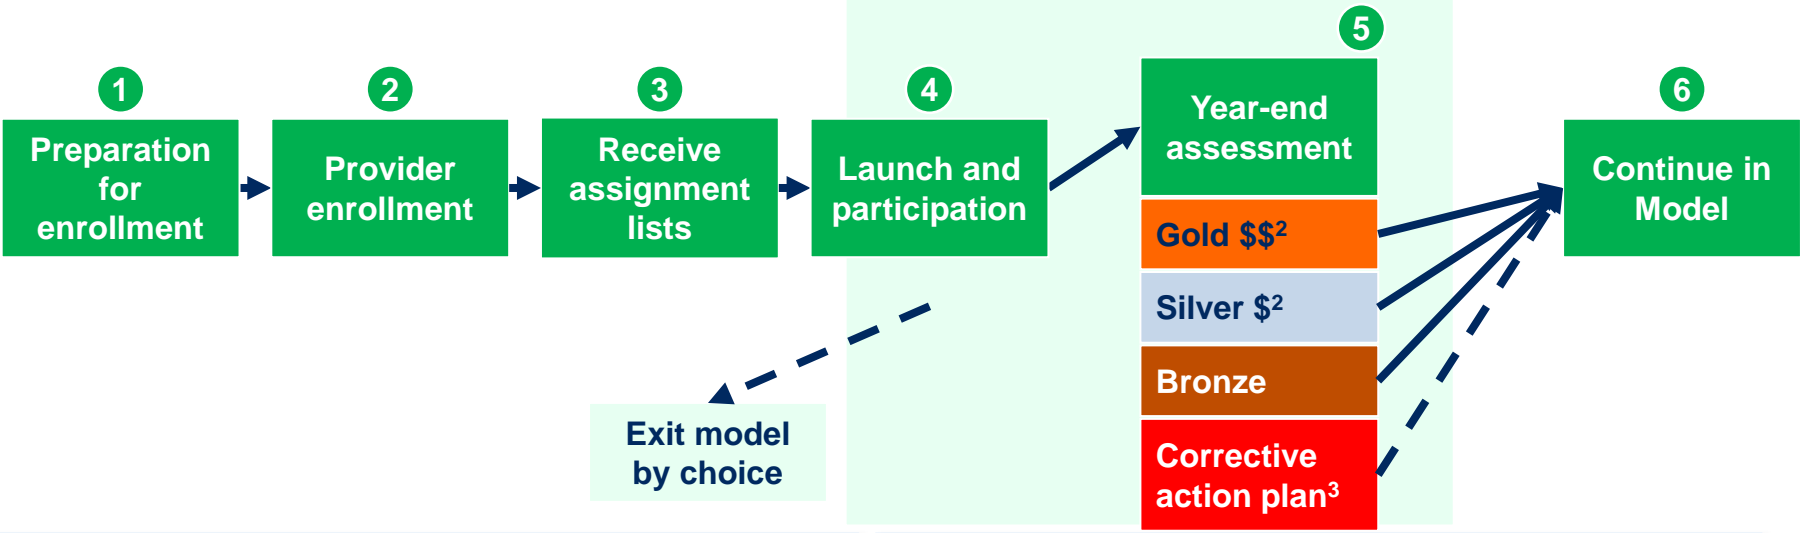 1
Preparation
for
enrollment
2
Provider
enrollment
3
Receive
assignment
lists
4
Launch and
participation
5
Year-end
assessment
Gold $$²
Silver $²
Bronze
Corrective
action plan³
6
Continue in
Model
Exit model
by choice